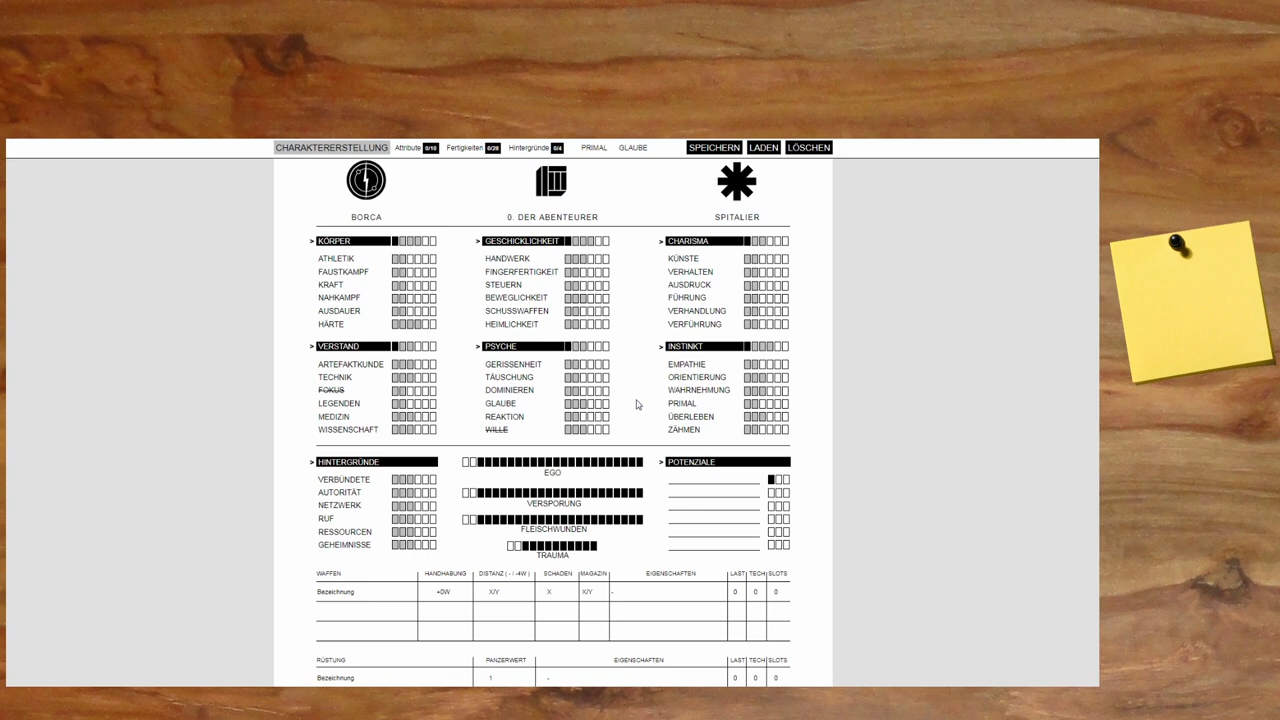 CHARAKTERERSTELLUNG Attribute 0/10 Fertigkeiten 0/28 Hintergründe 0/4 PRIMAL GLAUBE SPEICHERN LADEN LÖSCHEN
BORCA 0. DER ABENTEURER SPITALIER
> KÖRPER > GESCHICKLICHKEIT > CHARISMA
ATHLETIK HANDWERK KÜNSTE
FAUSTKAMPF FINGERFERTIGKEIT VERHALTEN
KRAFT STEUERN AUSDRUCK
NAHKAMPF BEWEGLICHKEIT FÜHRUNG
AUSDAUER SCHUSSWAFFEN VERHANDLUNG
HÄRTE HEIMLICHKEIT VERFÜHRUNG
> VERSTAND > PSYCHE > INSTINKT
ARTEFAKTKUNDE GERISSENHEIT EMPATHIE
TECHNIK TÄUSCHUNG ORIENTIERUNG
FOKUS DOMINIEREN WAHRNEHMUNG
LEGENDEN GLAUBE PRIMAL
MEDIZIN REAKTION ÜBERLEBEN
WISSENSCHAFT WILLE ZÄHMEN
> HINTERGRÜNDE > POTENZIALE
EGO
VERBÜNDETE
AUTORITÄT
VERSPORUNG
NETZWERK
RUF
FLEISCHWUNDEN
RESSOURCEN
GEHEIMNISSE
TRAUMA
WAFFEN HANDHABUNG DISTANZ ( - / -4W ) SCHADEN MAGAZIN EIGENSCHAFTEN LAST TECH SLOTS
Bezeichnung +0W X/Y X X/Y - 0 0 0
RÜSTUNG PANZERWERT EIGENSCHAFTEN LAST TECH SLOTS
Bezeichnung 1 - 0 0 0